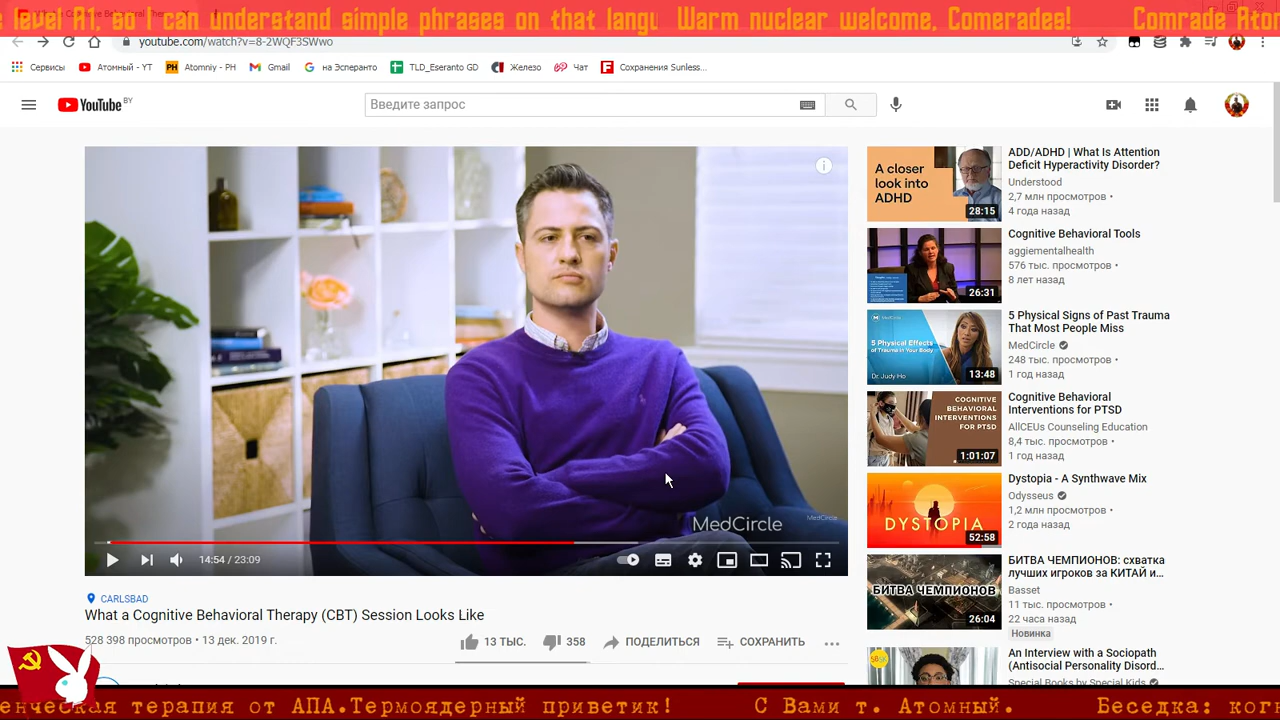 level A1, so I can understand simple phrases on that langu
Warm nuclear welcome, Comerades!
Comrade Ato
youtube.com/watch?v=8-2WQF3SWwo
Сервисы
Атомный - YT
PH
Atomniy - PH
Gmail
на Эсперанто
TLD_Eseranto GD
Железо
Чат
Сохранения Sunless...
YouTube BY
Введите запрос
MedCircle
MedCircle
14:54 / 23:09
CARLSBAD
What a Cognitive Behavioral Therapy (CBT) Session Looks Like
528 398 просмотров • 13 дек. 2019 г.
13 ТЫС.
358
ПОДЕЛИТЬСЯ
СОХРАНИТЬ
A closer
look into
ADHD
28:15
ADD/ADHD | What Is Attention
Deficit Hyperactivity Disorder?
Understood
2,7 млн просмотров •
4 года назад
26:31
Cognitive Behavioral Tools
aggiementalhealth
576 тыс. просмотров •
8 лет назад
MedCircle
5 Physical Effects
of Trauma in Your Body
Dr. Judy Ho
13:48
5 Physical Signs of Past Trauma
That Most People Miss
MedCircle
248 тыс. просмотров •
1 год назад
COGNITIVE
BEHAVIORAL
INTERVENTIONS
FOR PTSD
1:01:07
Cognitive Behavioral
Interventions for PTSD
AllCEUs Counseling Education
8,4 тыс. просмотров •
1 год назад
DYSTOPIA
52:58
Dystopia - A Synthwave Mix
Odysseus
1,2 млн просмотров •
2 года назад
БИТВА ЧЕМПИОНОВ
26:04
БИТВА ЧЕМПИОНОВ: схватка
лучших игроков за КИТАЙ и...
Basset
11 тыс. просмотров •
22 часа назад
Новинка
An Interview with a Sociopath
(Antisocial Personality Disord...
Special Books by Special Kids
енческая терапия от АПА.Термоядерный приветик!
С Вами т. Атомный.
Беседка: когн